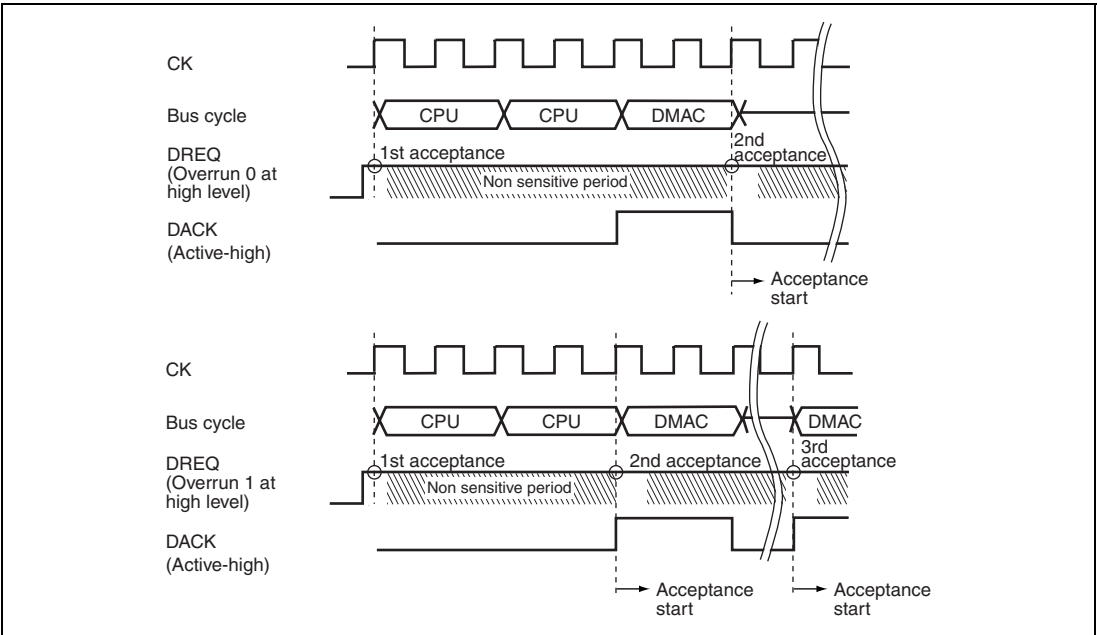 CK
Bus cycle
CPU CPU DMAC
DREQ
(Overrun 0 at
high level)
1st acceptance
Non sensitive period
2nd
acceptance
DACK
(Active-high)
Acceptance
start
CK
Bus cycle
CPU CPU DMAC DMAC
DREQ
(Overrun 1 at
high level)
1st acceptance
Non sensitive period
2nd acceptance
3rd
acceptance
DACK
(Active-high)
Acceptance
start
Acceptance
start